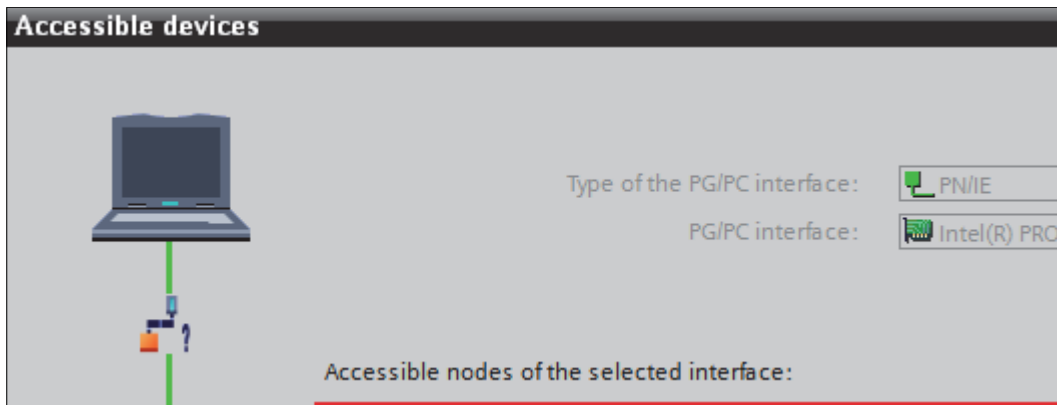 Accessible devices
Type of the PG/PC interface:
PN/IE
PG/PC interface:
Intel(R) PRO
?
Accessible nodes of the selected interface: